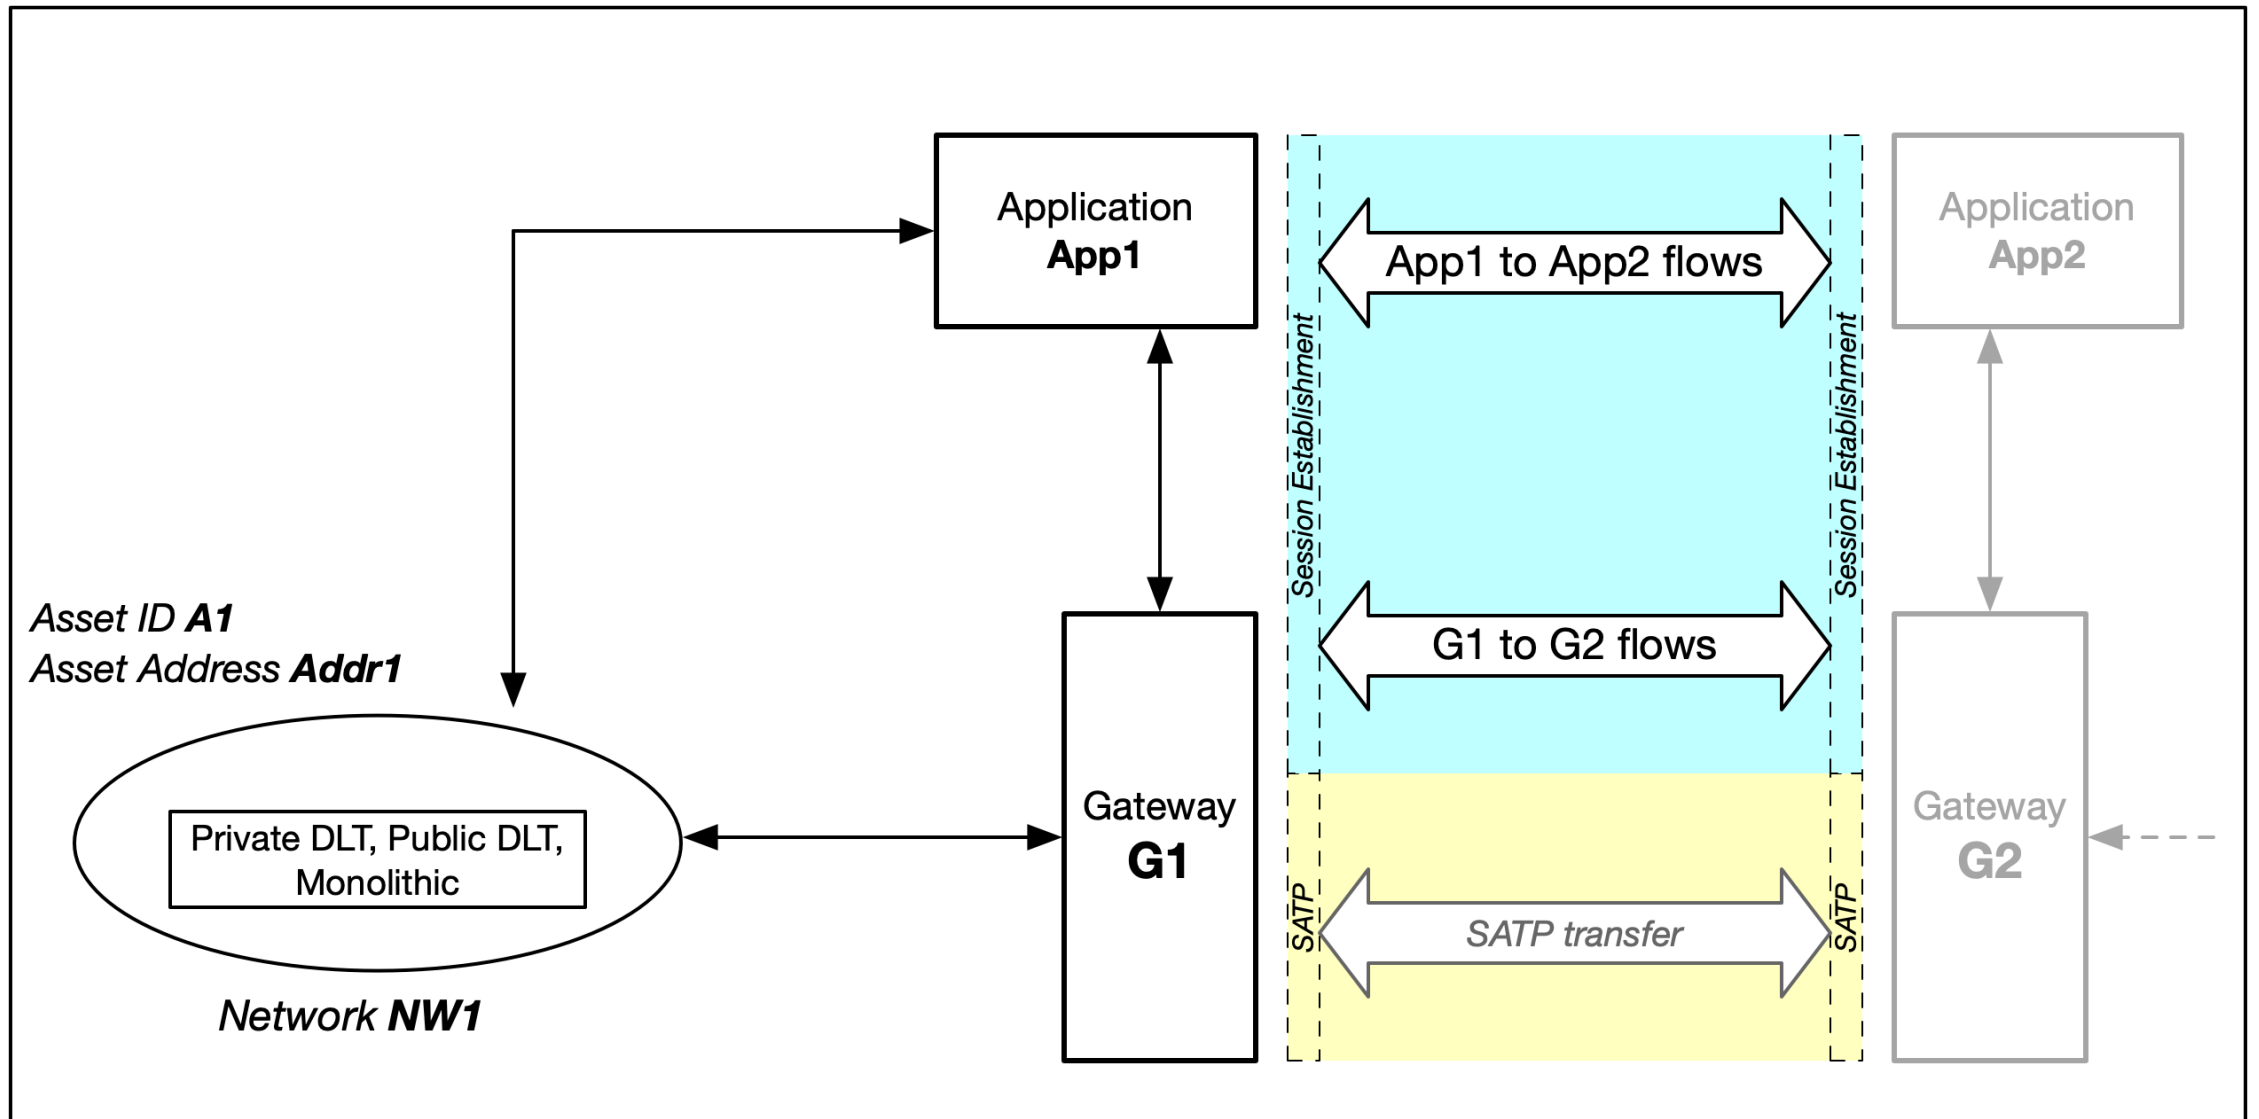 Application
App1
App1 to App2 flows
Application
App2
Session Establishment
Session Establishment
Asset ID A1
Asset Address Addr1
G1 to G2 flows
Private DLT, Public DLT,
Monolithic
Gateway
G1
Gateway
G2
SATP
SATP transfer
SATP
Network NW1